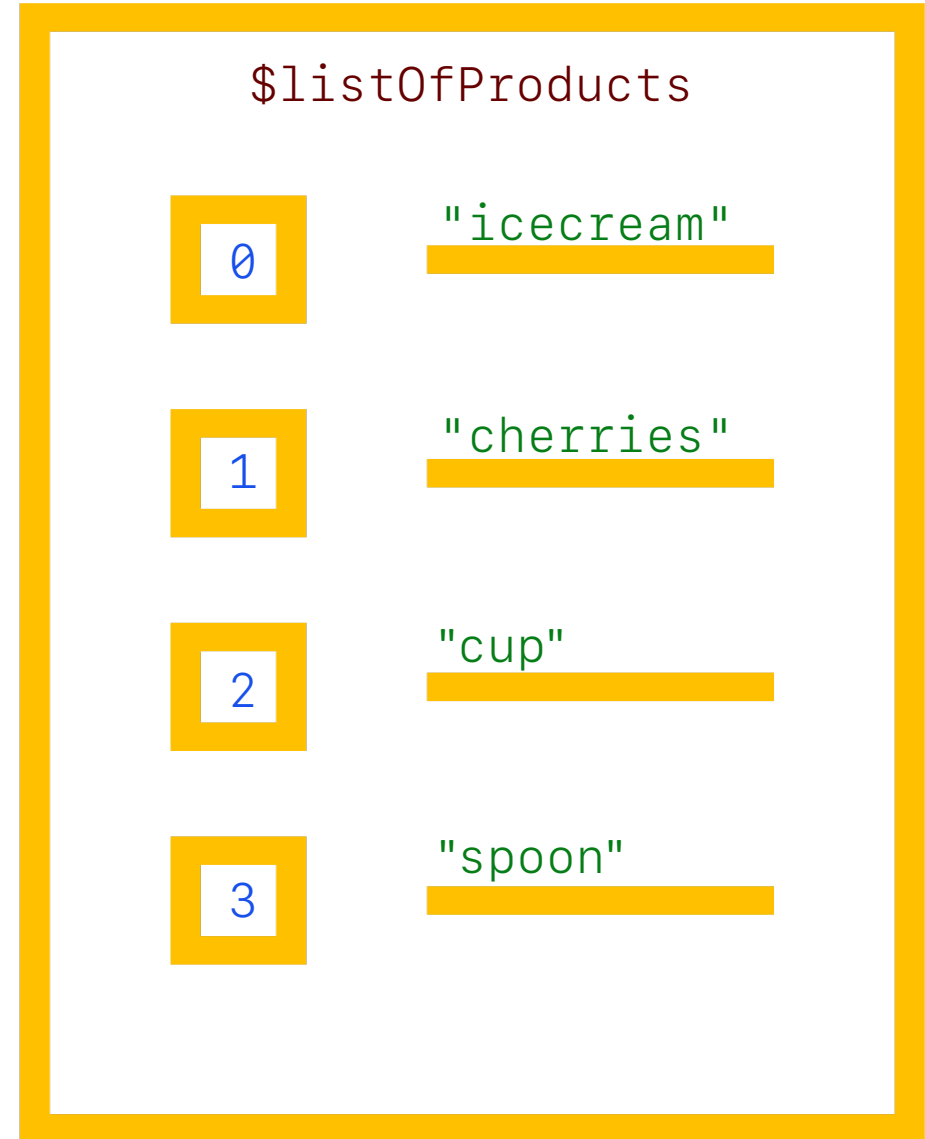 $listOfProducts
0 "icecream"
1 "cherries"
2 "cup"
3 "spoon"